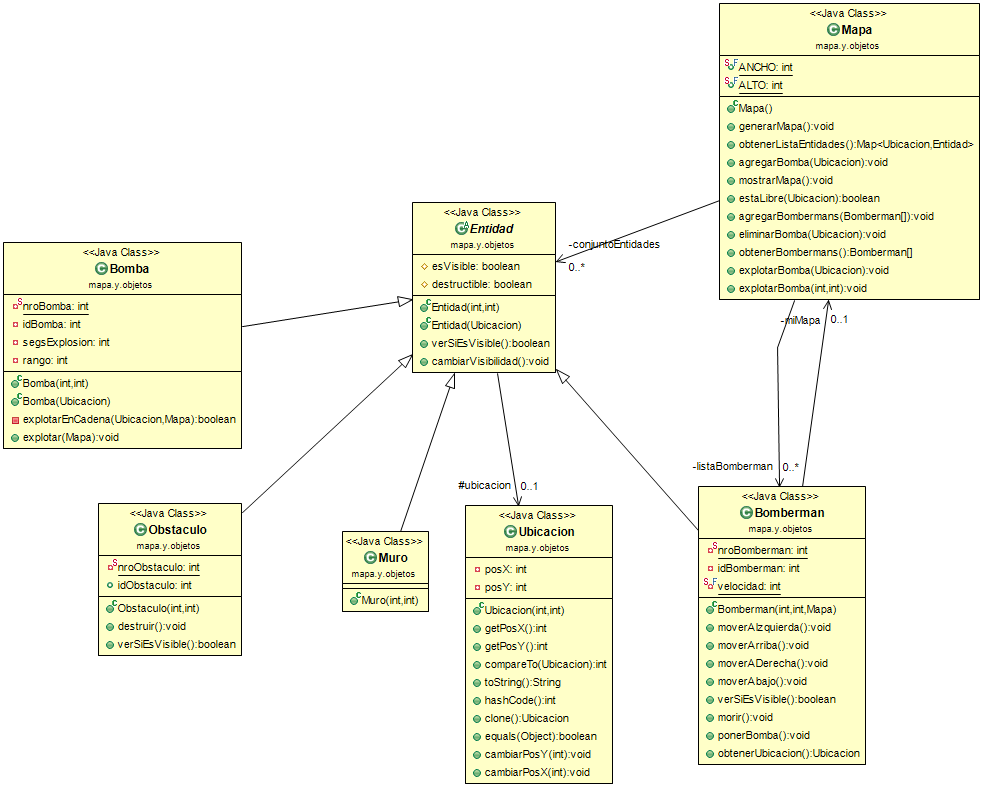 <<Java Class>>
Mapa
mapa.y.objetos
ANCHO: int
ALTO: int
Mapa()
generarMapa():void
obtenerListaEntidades():Map<Ubicacion,Entidad>
agregarBomba(Ubicacion):void
mostrarMapa():void
estaLibre(Ubicacion):boolean
agregarBombermans(Bomberman[]):void
eliminarBomba(Ubicacion):void
obtenerBombermans():Bomberman[]
explotarBomba(Ubicacion):void
explotarBomba(int,int):void
<<Java Class>>
Entidad
mapa.y.objetos
esVisible: boolean
destructible: boolean
Entidad(int,int)
Entidad(Ubicacion)
verSiEsVisible():boolean
cambiarVisibilidad():void
-conjuntoEntidades
0..*
<<Java Class>>
Bomba
mapa.y.objetos
nroBomba: int
idBomba: int
segsExplosion: int
rango: int
Bomba(int,int)
Bomba(Ubicacion)
explotarEnCadena(Ubicacion,Mapa):boolean
explotar(Mapa):void
-miMapa
0..1
-listaBomberman
0..*
#ubicacion
0..1
<<Java Class>>
Obstaculo
mapa.y.objetos
nroObstaculo: int
idObstaculo: int
Obstaculo(int,int)
destruir():void
verSiEsVisible():boolean
<<Java Class>>
Muro
mapa.y.objetos
Muro(int,int)
<<Java Class>>
Ubicacion
mapa.y.objetos
posX: int
posY: int
Ubicacion(int,int)
getPosX():int
getPosY():int
compareTo(Ubicacion):int
toString():String
hashCode():int
clone():Ubicacion
equals(Object):boolean
cambiarPosY(int):void
cambiarPosX(int):void
<<Java Class>>
Bomberman
mapa.y.objetos
nroBomberman: int
idBomberman: int
velocidad: int
Bomberman(int,int,Mapa)
moverAIzquierda():void
moverArriba():void
moverADerecha():void
moverAbajo():void
verSiEsVisible():boolean
morir():void
ponerBomba():void
obtenerUbicacion():Ubicacion